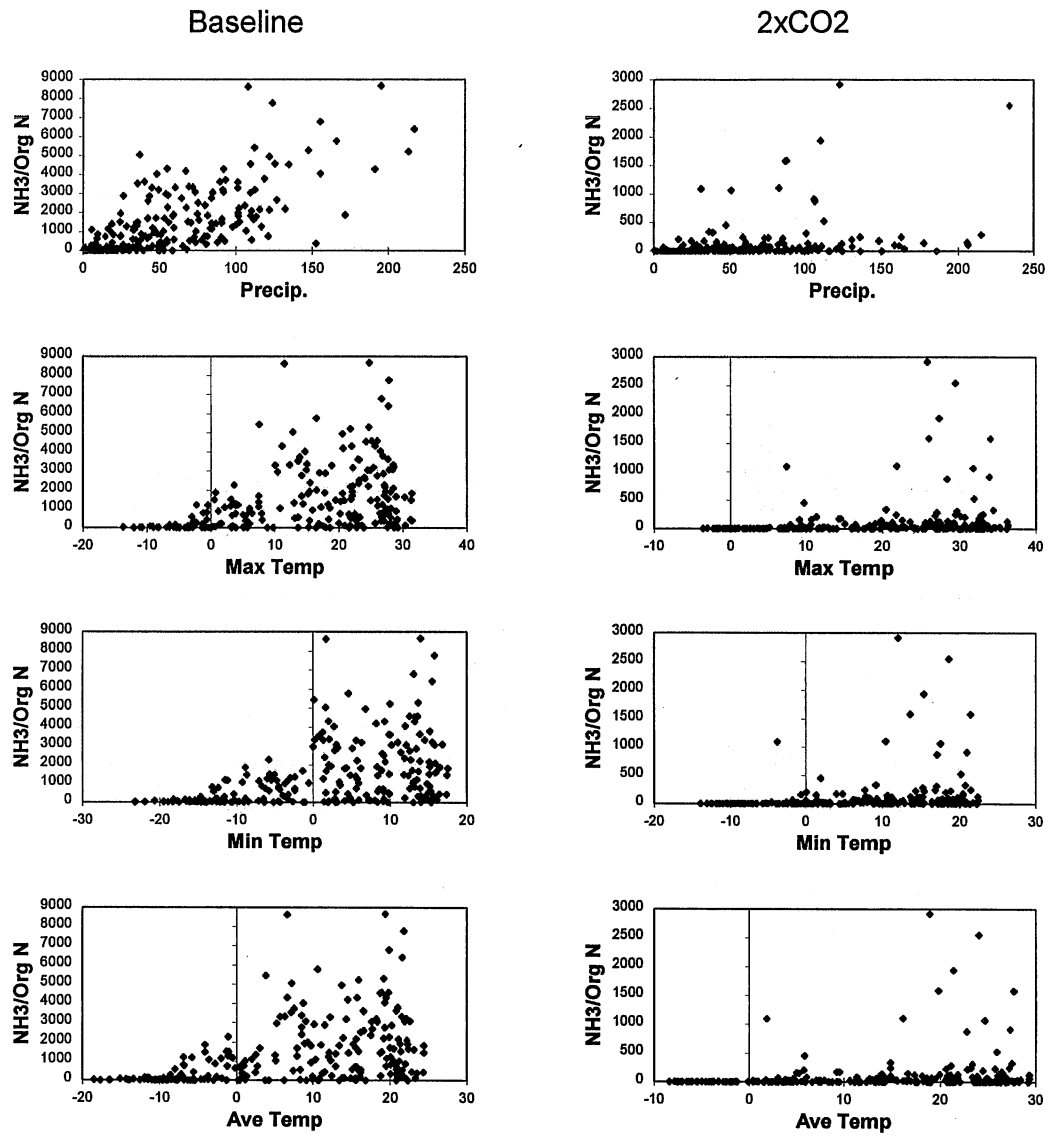 Baseline 2xCO2
9000
8000
7000
6000
5000
4000
3000
2000
1000
0
NH3/Org N
0 50 100 150 200 250
Precip.
3000
2500
2000
1500
1000
500
0
NH3/Org N
0 50 100 150 200 250
Precip.
9000
8000
7000
6000
5000
4000
3000
2000
1000
0
NH3/Org N
-20 -10 0 10 20 30 40
Max Temp
3000
2500
2000
1500
1000
500
0
NH3/Org N
-10 0 10 20 30 40
Max Temp
9000
8000
7000
6000
5000
4000
3000
2000
1000
0
NH3/Org N
-30 -20 -10 0 10 20
Min Temp
3000
2500
2000
1500
1000
500
0
NH3/Org N
-20 -10 0 10 20 30
Min Temp
9000
8000
7000
6000
5000
4000
3000
2000
1000
0
NH3/Org N
-20 -10 0 10 20 30
Ave Temp
3000
2500
2000
1500
1000
500
0
NH3/Org N
-10 0 10 20 30
Ave Temp